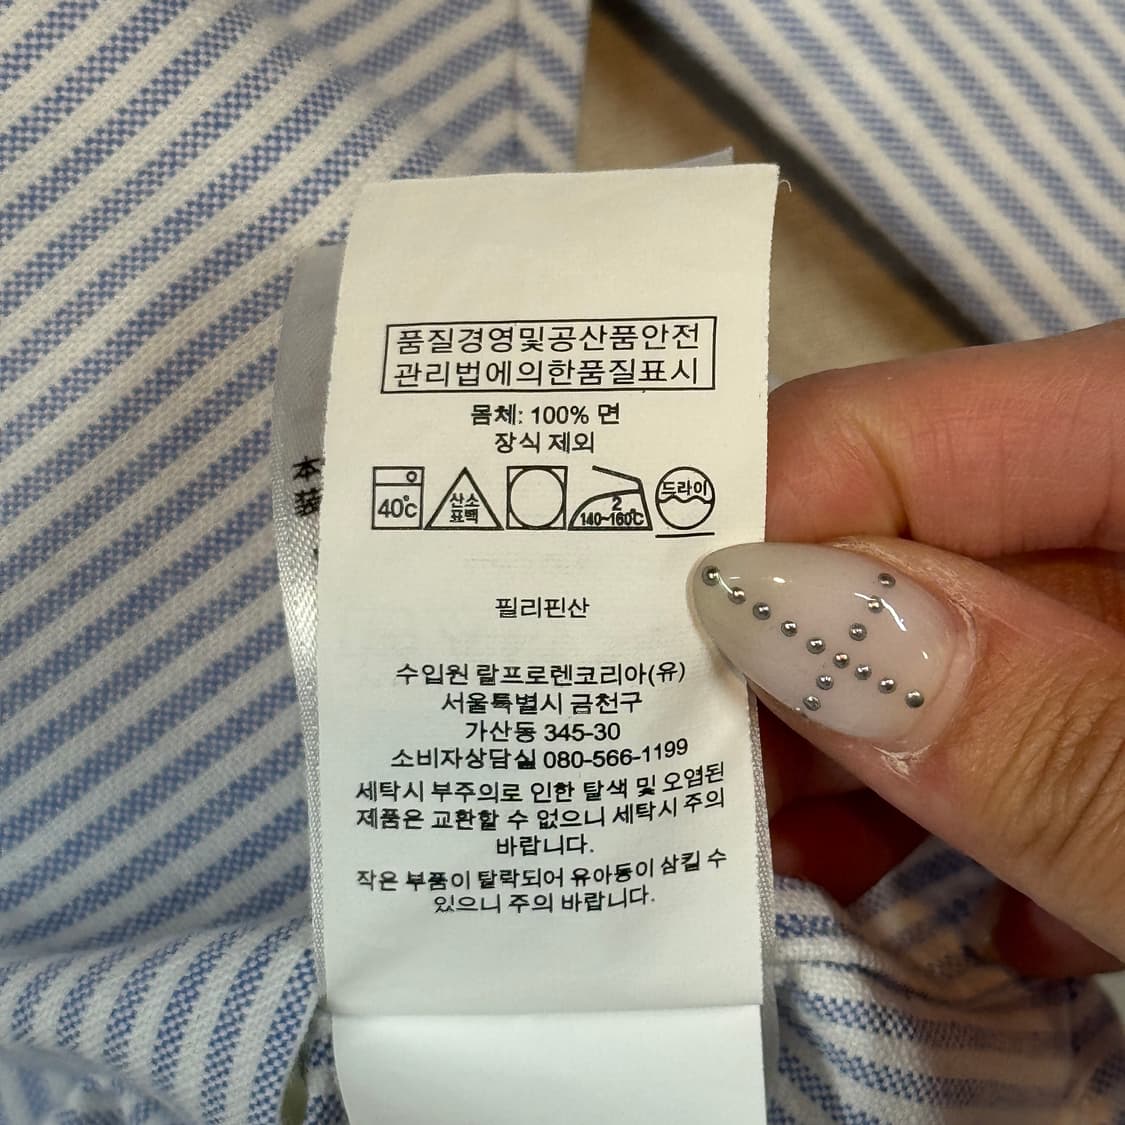 품질경영및공산품안전
관리법에의한품질표시
몸체: 100% 면
장식 제외
40℃
산소
표백
2
140~160℃
드라이
필리핀산
수입원 랄프로렌코리아(유)
서울특별시 금천구
가산동 345-30
소비자상담실 080-566-1199
세탁시 부주의로 인한 탈색 및 오염된
제품은 교환할 수 없으니 세탁시 주의
바랍니다.
작은 부품이 탈락되어 유아동이 삼킬 수
있으니 주의 바랍니다.
本
装